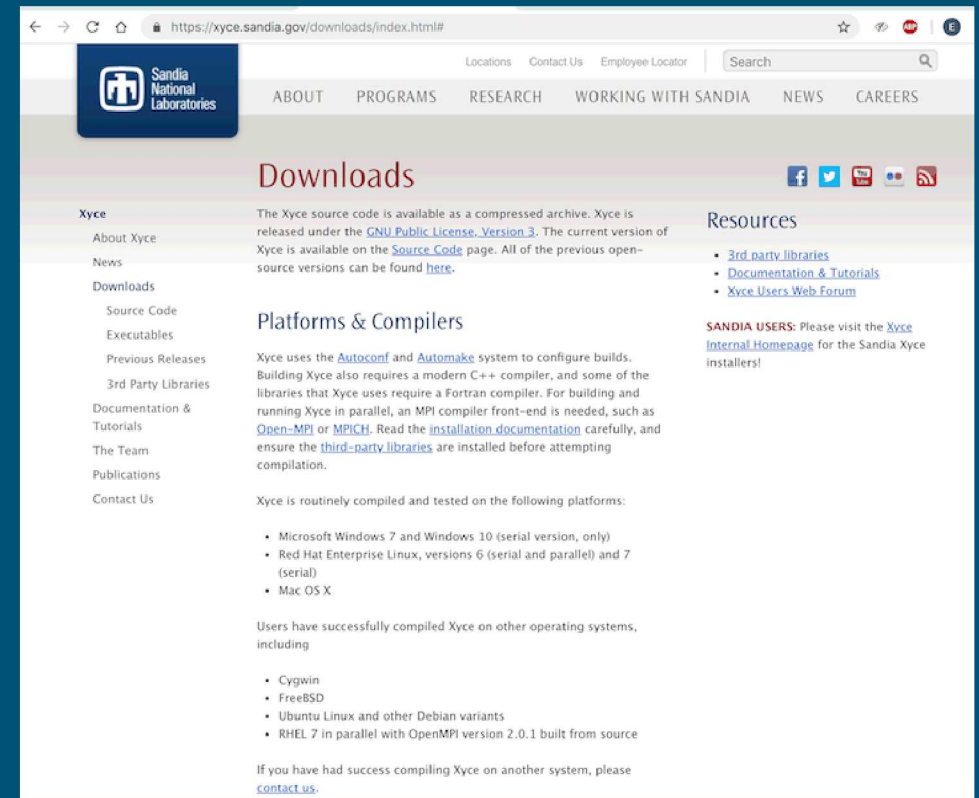 https://xyce.sandia.gov/downloads/index.html#
ABP
E
Locations Contact Us Employee Locator Search
Sandia
National
Laboratories
ABOUT PROGRAMS RESEARCH WORKING WITH SANDIA NEWS CAREERS
Downloads
Xyce
About Xyce
News
Downloads
Source Code
Executables
Previous Releases
3rd Party Libraries
Documentation &
Tutorials
The Team
Publications
Contact Us
The Xyce source code is available as a compressed archive. Xyce is
released under the GNU Public License, Version 3. The current version of
Xyce is available on the Source Code page. All of the previous open-
source versions can be found here.
Platforms & Compilers
Xyce uses the Autoconf and Automake system to configure builds.
Building Xyce also requires a modern C++ compiler, and some of the
libraries that Xyce uses require a Fortran compiler. For building and
running Xyce in parallel, an MPI compiler front-end is needed, such as
Open-MPI or MPICH. Read the installation documentation carefully, and
ensure the third-party libraries are installed before attempting
compilation.
Xyce is routinely compiled and tested on the following platforms:
• Microsoft Windows 7 and Windows 10 (serial version, only)
• Red Hat Enterprise Linux, versions 6 (serial and parallel) and 7
(serial)
• Mac OS X
Users have successfully compiled Xyce on other operating systems,
including
• Cygwin
• FreeBSD
• Ubuntu Linux and other Debian variants
• RHEL 7 in parallel with OpenMPI version 2.0.1 built from source
If you have had success compiling Xyce on another system, please
contact us.
You
Tube
Resources
• 3rd party libraries
• Documentation & Tutorials
• Xyce Users Web Forum
SANDIA USERS: Please visit the Xyce
Internal Homepage for the Sandia Xyce
installers!